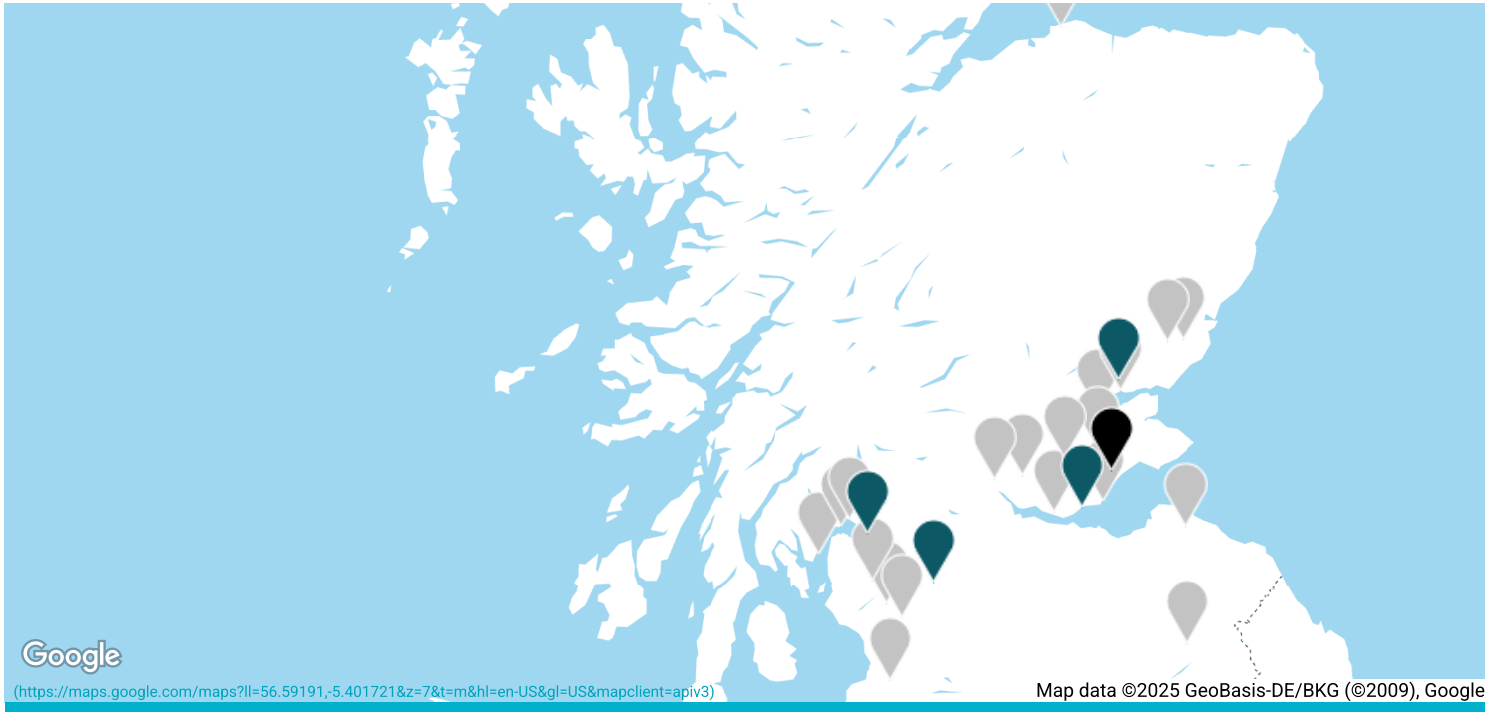 Google
(https://maps.google.com/maps?ll=56.59191,-5.401721&z=7&t=m&hl=en-US&gl=US&mapclient=apiv3)
Map data ©2025 GeoBasis-DE/BKG (©2009), Google